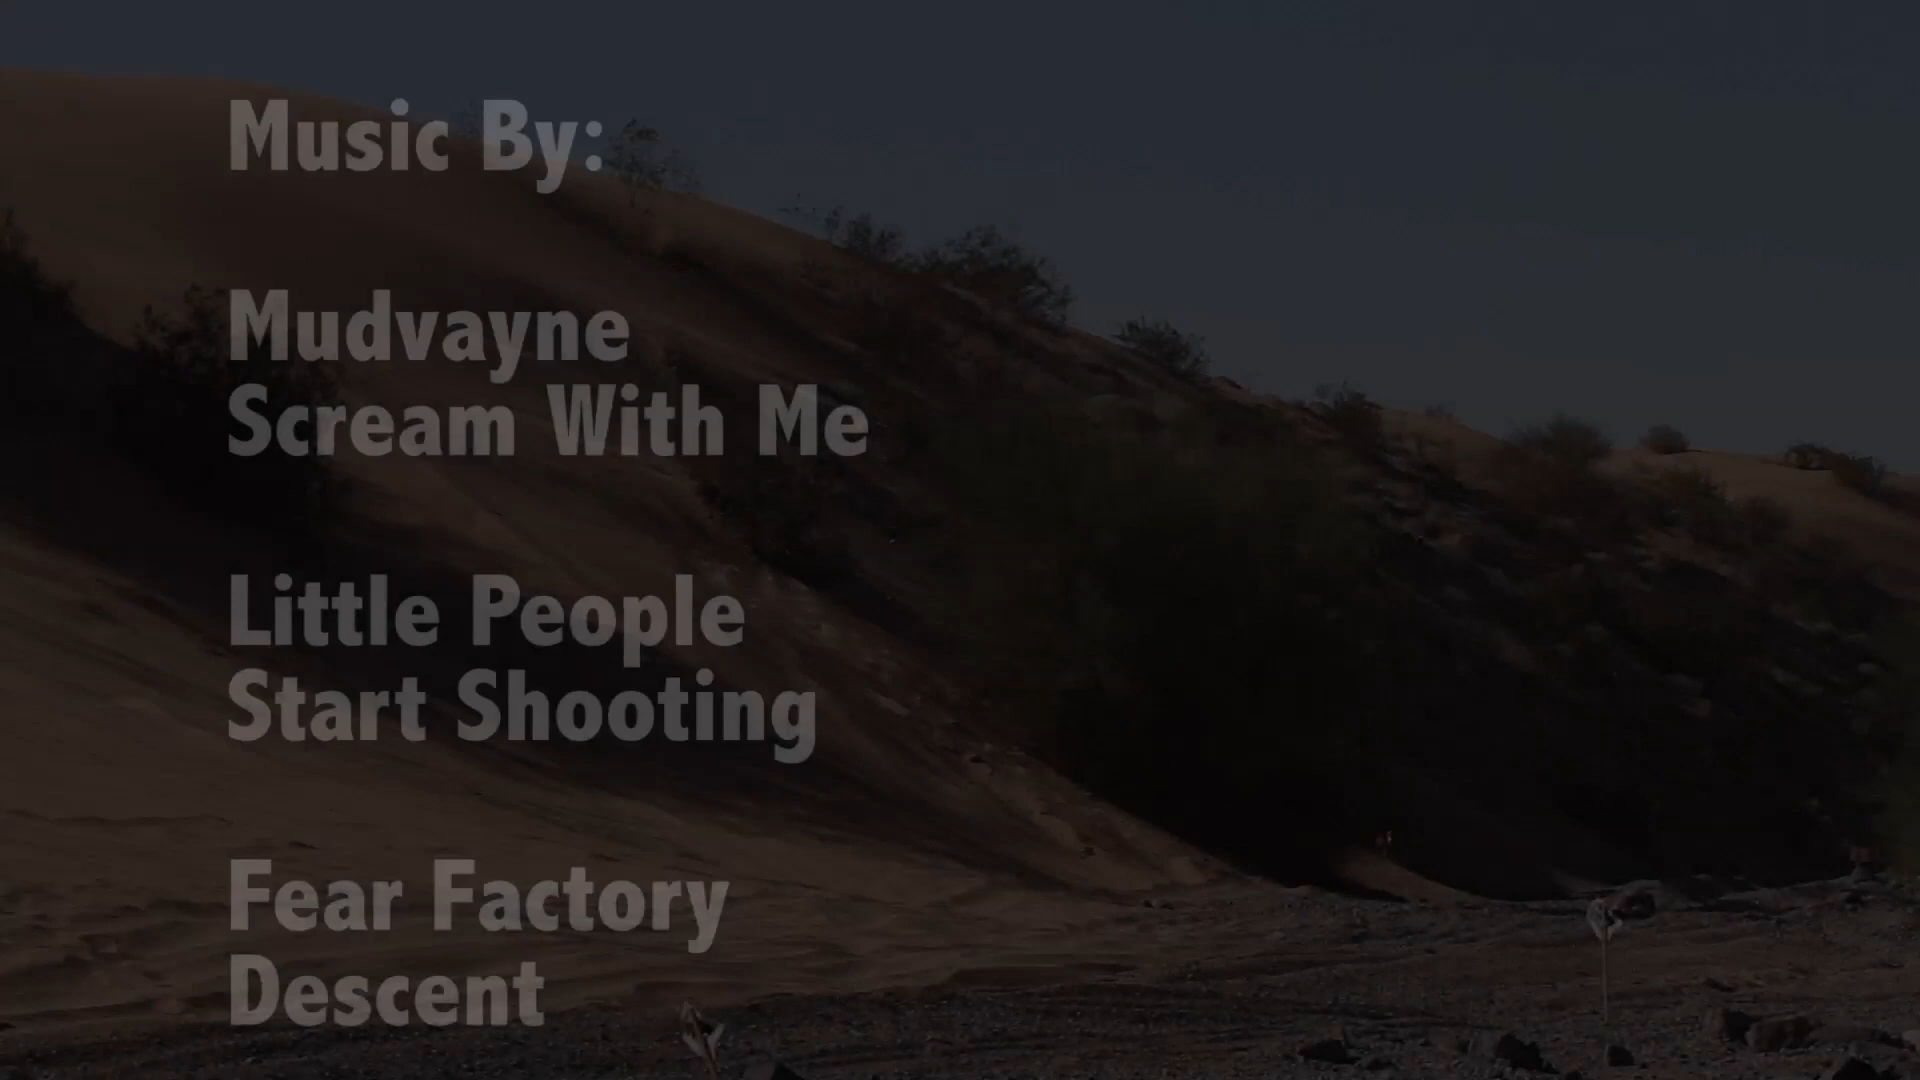 Music By:
Mudvayne
Scream With Me
Little People
Start Shooting
Fear Factory
Descent